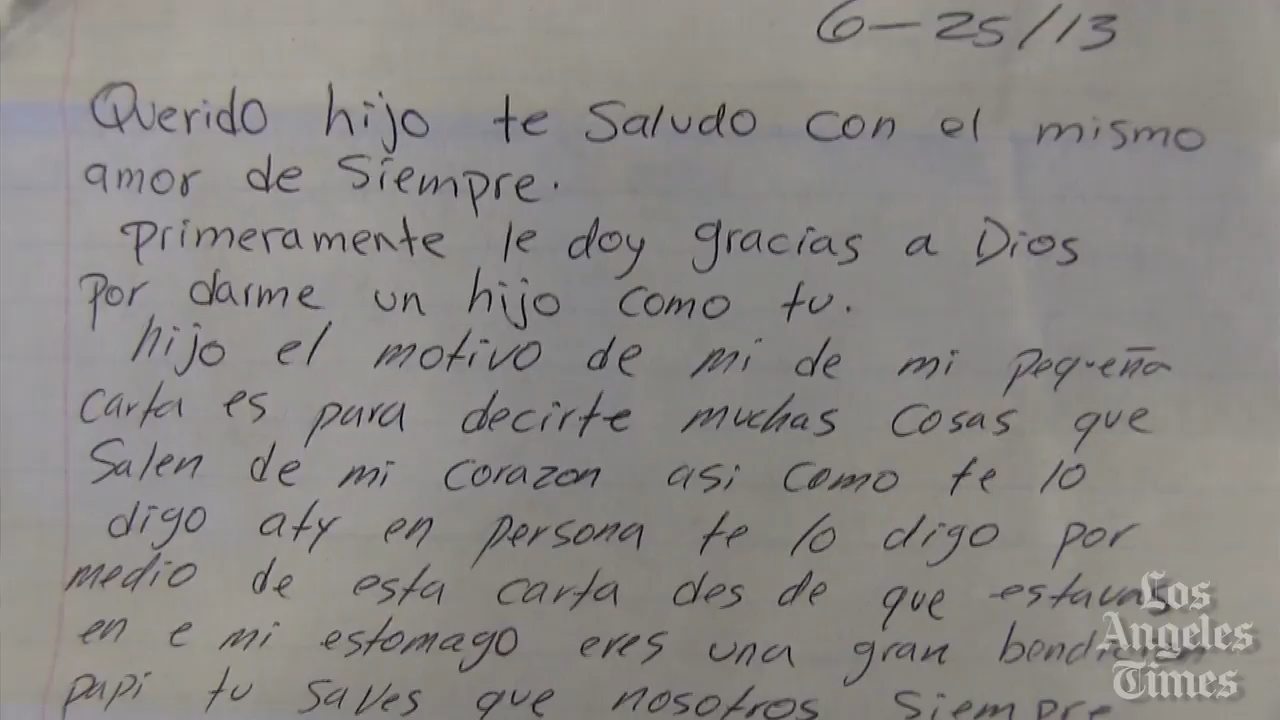 6-25/13
Querido hijo te Saludo con el mismo
amor de Siempre.
primeramente le doy gracias a Dios
por darme un hijo como tu.
hijo el motivo de mi de mi pequeña
carta es para decirte muchas cosas que
Salen de mi corazon asi como te lo
digo aty en persona te lo digo por
medio de esta carta des de que estavas
en e mi estomago eres una gran
papi tu saves que nosotros siempre
Los
Angeles
Times